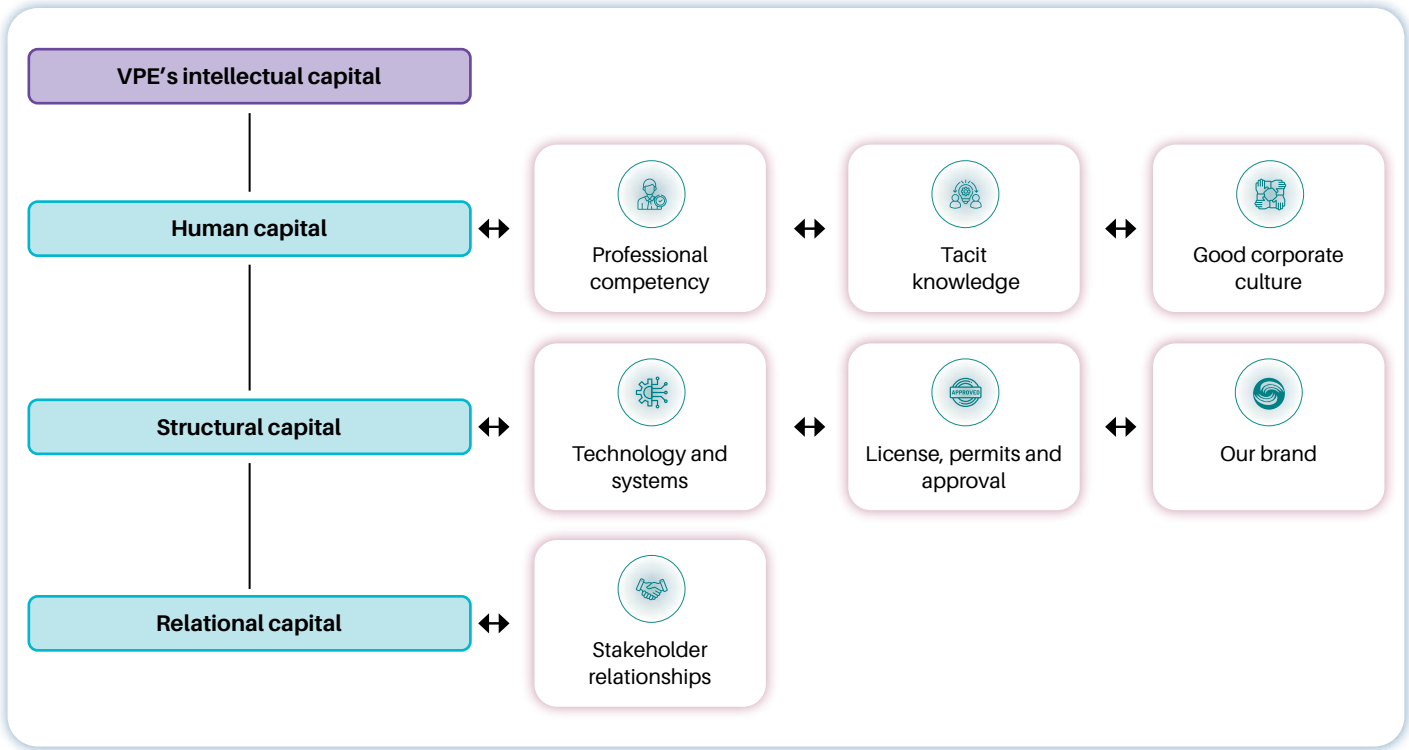 VPE’s intellectual capital
Human capital
Professional
competency
Tacit
knowledge
Good corporate
culture
Structural capital
Technology and
systems
APPROVED
License, permits and
approval
Our brand
Relational capital
Stakeholder
relationships